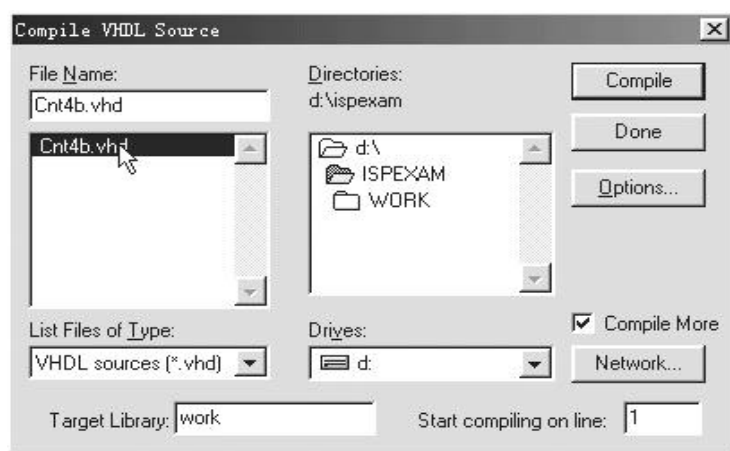 Compile VHDL Source
File Name:
Cnt4b.vhd
Cnt4b.vhd
Directories:
d:\ispexam
d:\
ISPEXAM
WORK
Compile
Done
Options...
List Files of Type:
VHDL sources (*.vhd)
Drives:
d:
Compile More
Network...
Target Library: work
Start compiling on line: 1